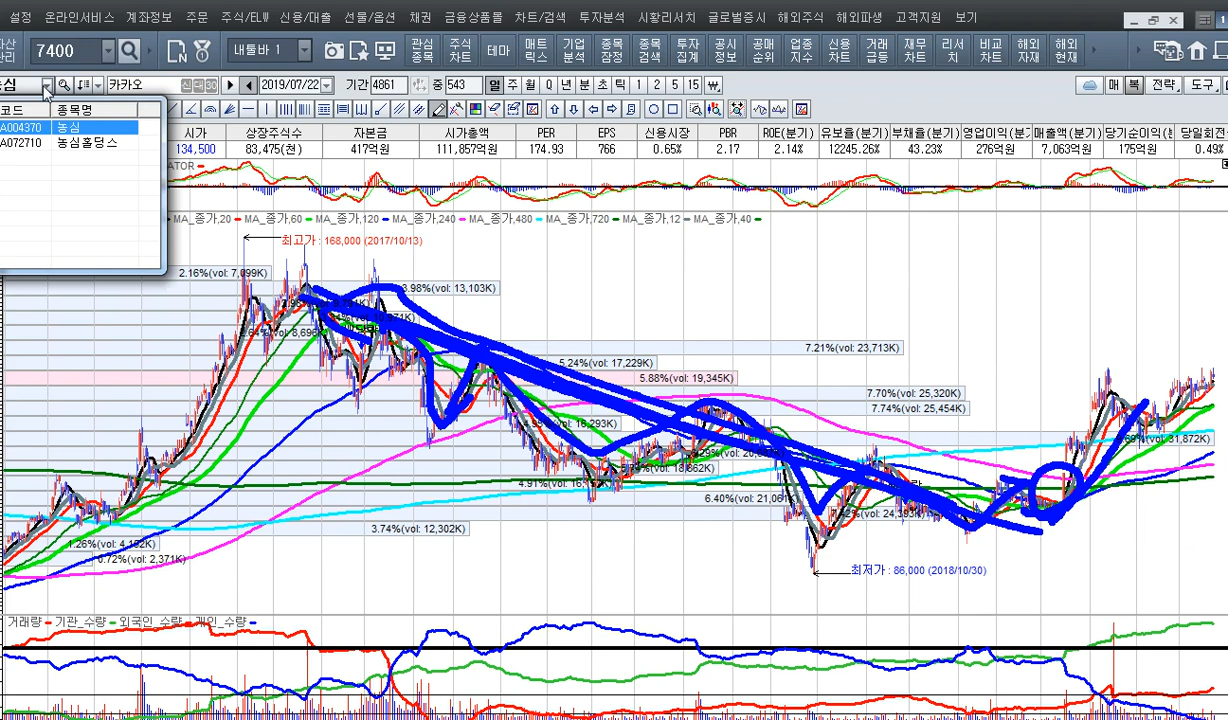 설정 온라인서비스 계좌정보 주문 주식/ELW 신용/대출 선물/옵션 채권 금융상품몰 차트/검색 투자분석 시황리서치 글로벌증시 해외주식 해외파생 고객지원 보기
7400 내툴바 1 관심종목 주식차트 테마 매트릭스 기업분석 종목잠정 종목검색 투자집계 공시정보 공매순위 업종지수 신용차트 거래급등 재무차트 리서치 비교차트 해외자재 해외현재
카카오 신 대 30 2019/07/22 기간 4861 중 543 일 주 월 Q 년 분 초 틱 1 2 5 15 ₩ 매 복 전략 도구
코드 종목명
A004370 농심
A072710 농심홀딩스
시가 상장주식수 자본금 시가총액 PER EPS 신용시장 PBR ROE(분기) 유보율(분기) 부채율(분기) 영업이익(분: 매출액(분기) 당기순이익(분 당일회전
134,500 83,475(천) 417억원 111,857억원 174.93 766 0.65% 2.17 2.14% 12245.26% 43.23% 276억원 7,063억원 175억원 0.49%
ATOR
MA_종가,20 MA_종가,60 MA_종가,120 MA_종가,240 MA_종가,480 MA_종가,720 MA_종가,12 MA_종가,40
최고가 : 168,000 (2017/10/13)
2.16%(vol: 7,099K)
3.98%(vol: 13,103K)
7.21%(vol: 23,713K)
5.24%(vol: 17,229K)
5.88%(vol: 19,345K)
7.70%(vol: 25,320K)
7.74%(vol: 25,454K)
31,872K)
4.91%(vol: 16,
6.40%(vol: 21,061K)
3.74%(vol: 12,302K)
1.26%(vol: 4,152K)
0.72%(vol: 2,371K)
최저가 : 86,000 (2018/10/30)
거래량 기관_수량 외국인_수량 개인_수량